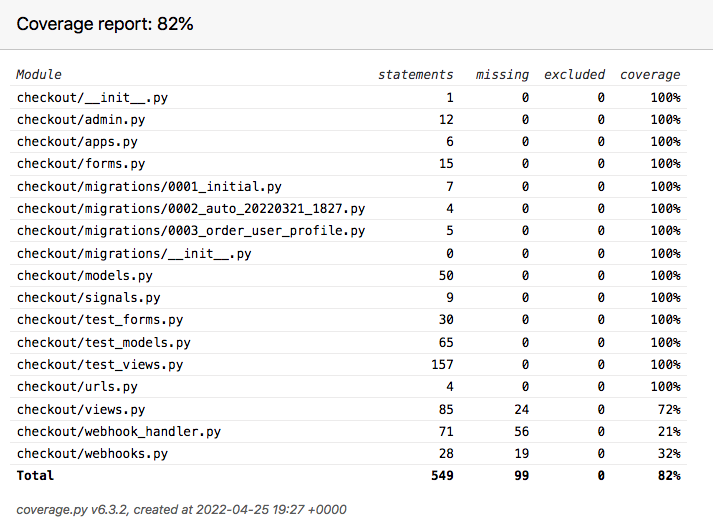 Coverage report: 82%
Module statements missing excluded coverage
checkout/__init__.py 1 0 0 100%
checkout/admin.py 12 0 0 100%
checkout/apps.py 6 0 0 100%
checkout/forms.py 15 0 0 100%
checkout/migrations/0001_initial.py 7 0 0 100%
checkout/migrations/0002_auto_20220321_1827.py 4 0 0 100%
checkout/migrations/0003_order_user_profile.py 5 0 0 100%
checkout/migrations/__init__.py 0 0 0 100%
checkout/models.py 50 0 0 100%
checkout/signals.py 9 0 0 100%
checkout/test_forms.py 30 0 0 100%
checkout/test_models.py 65 0 0 100%
checkout/test_views.py 157 0 0 100%
checkout/urls.py 4 0 0 100%
checkout/views.py 85 24 0 72%
checkout/webhook_handler.py 71 56 0 21%
checkout/webhooks.py 28 19 0 32%
Total 549 99 0 82%
coverage.py v6.3.2, created at 2022-04-25 19:27 +0000